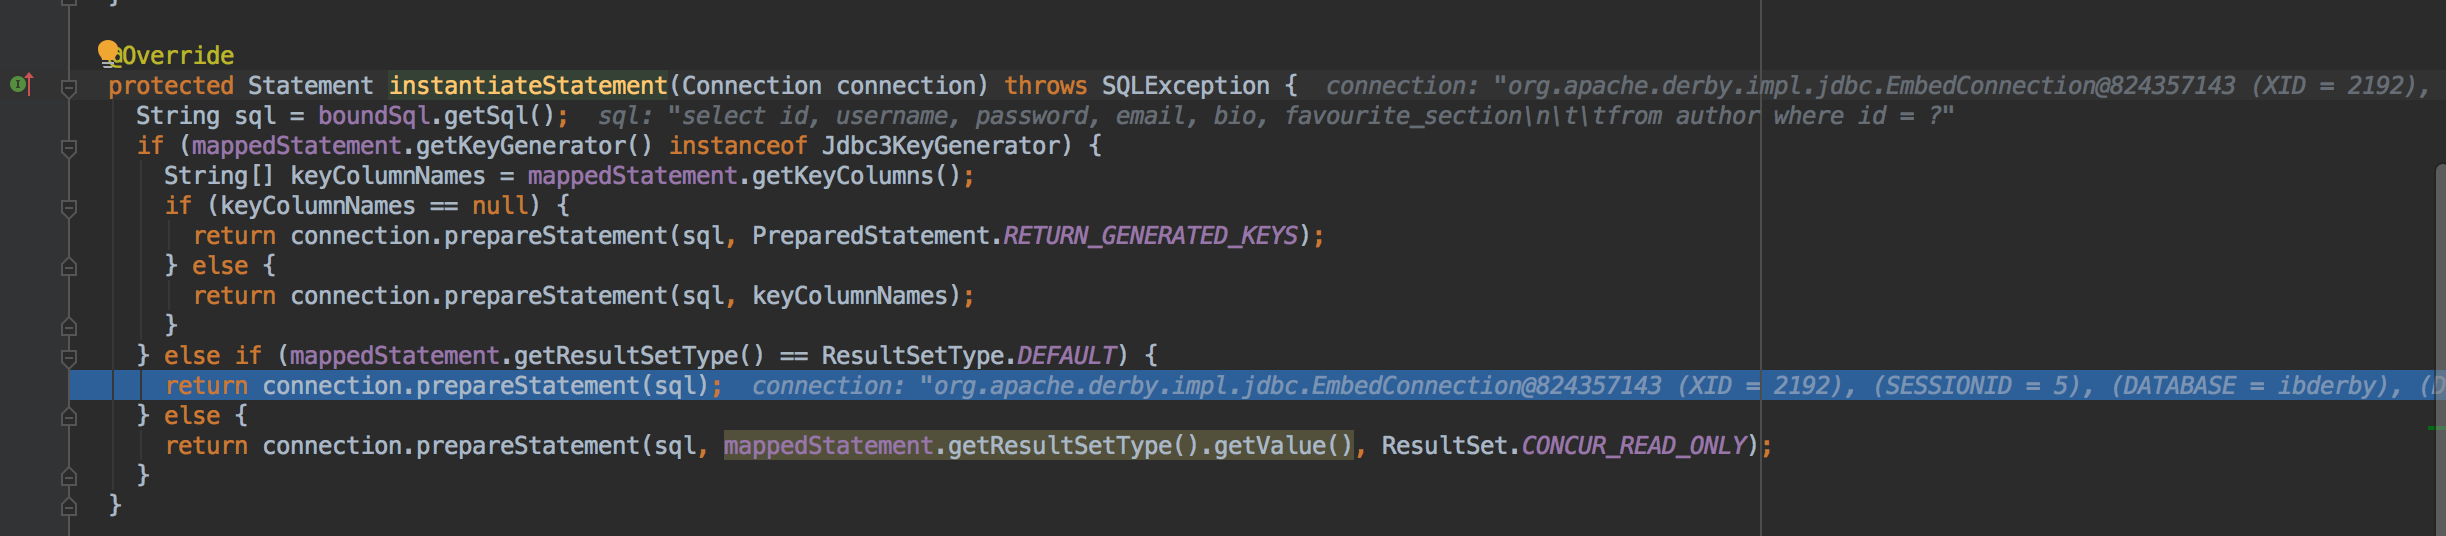 }
@Override
protected Statement instantiateStatement(Connection connection) throws SQLException {  connection: "org.apache.derby.impl.jdbc.EmbedConnection@824357143 (XID = 2192),
String sql = boundSql.getSql();  sql: "select id, username, password, email, bio, favourite_section\n\t\tfrom author where id = ?"
if (mappedStatement.getKeyGenerator() instanceof Jdbc3KeyGenerator) {
String[] keyColumnNames = mappedStatement.getKeyColumns();
if (keyColumnNames == null) {
return connection.prepareStatement(sql, PreparedStatement.RETURN_GENERATED_KEYS);
} else {
return connection.prepareStatement(sql, keyColumnNames);
}
} else if (mappedStatement.getResultSetType() == ResultSetType.DEFAULT) {
return connection.prepareStatement(sql);  connection: "org.apache.derby.impl.jdbc.EmbedConnection@824357143 (XID = 2192), (SESSIONID = 5), (DATABASE = ibderby), (D
} else {
return connection.prepareStatement(sql, mappedStatement.getResultSetType().getValue(), ResultSet.CONCUR_READ_ONLY);
}
}